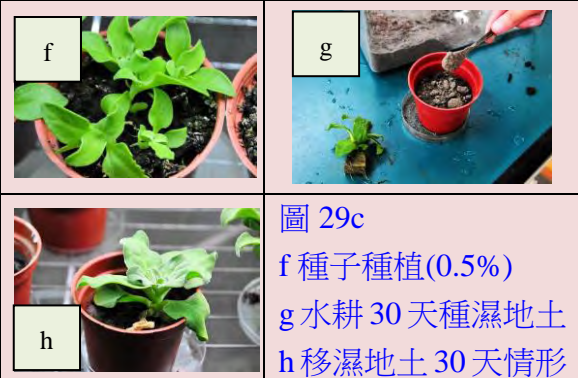 f
g
h
圖 29c
f 種子種植(0.5%)
g 水耕 30 天種濕地土
h 移濕地土 30 天情形